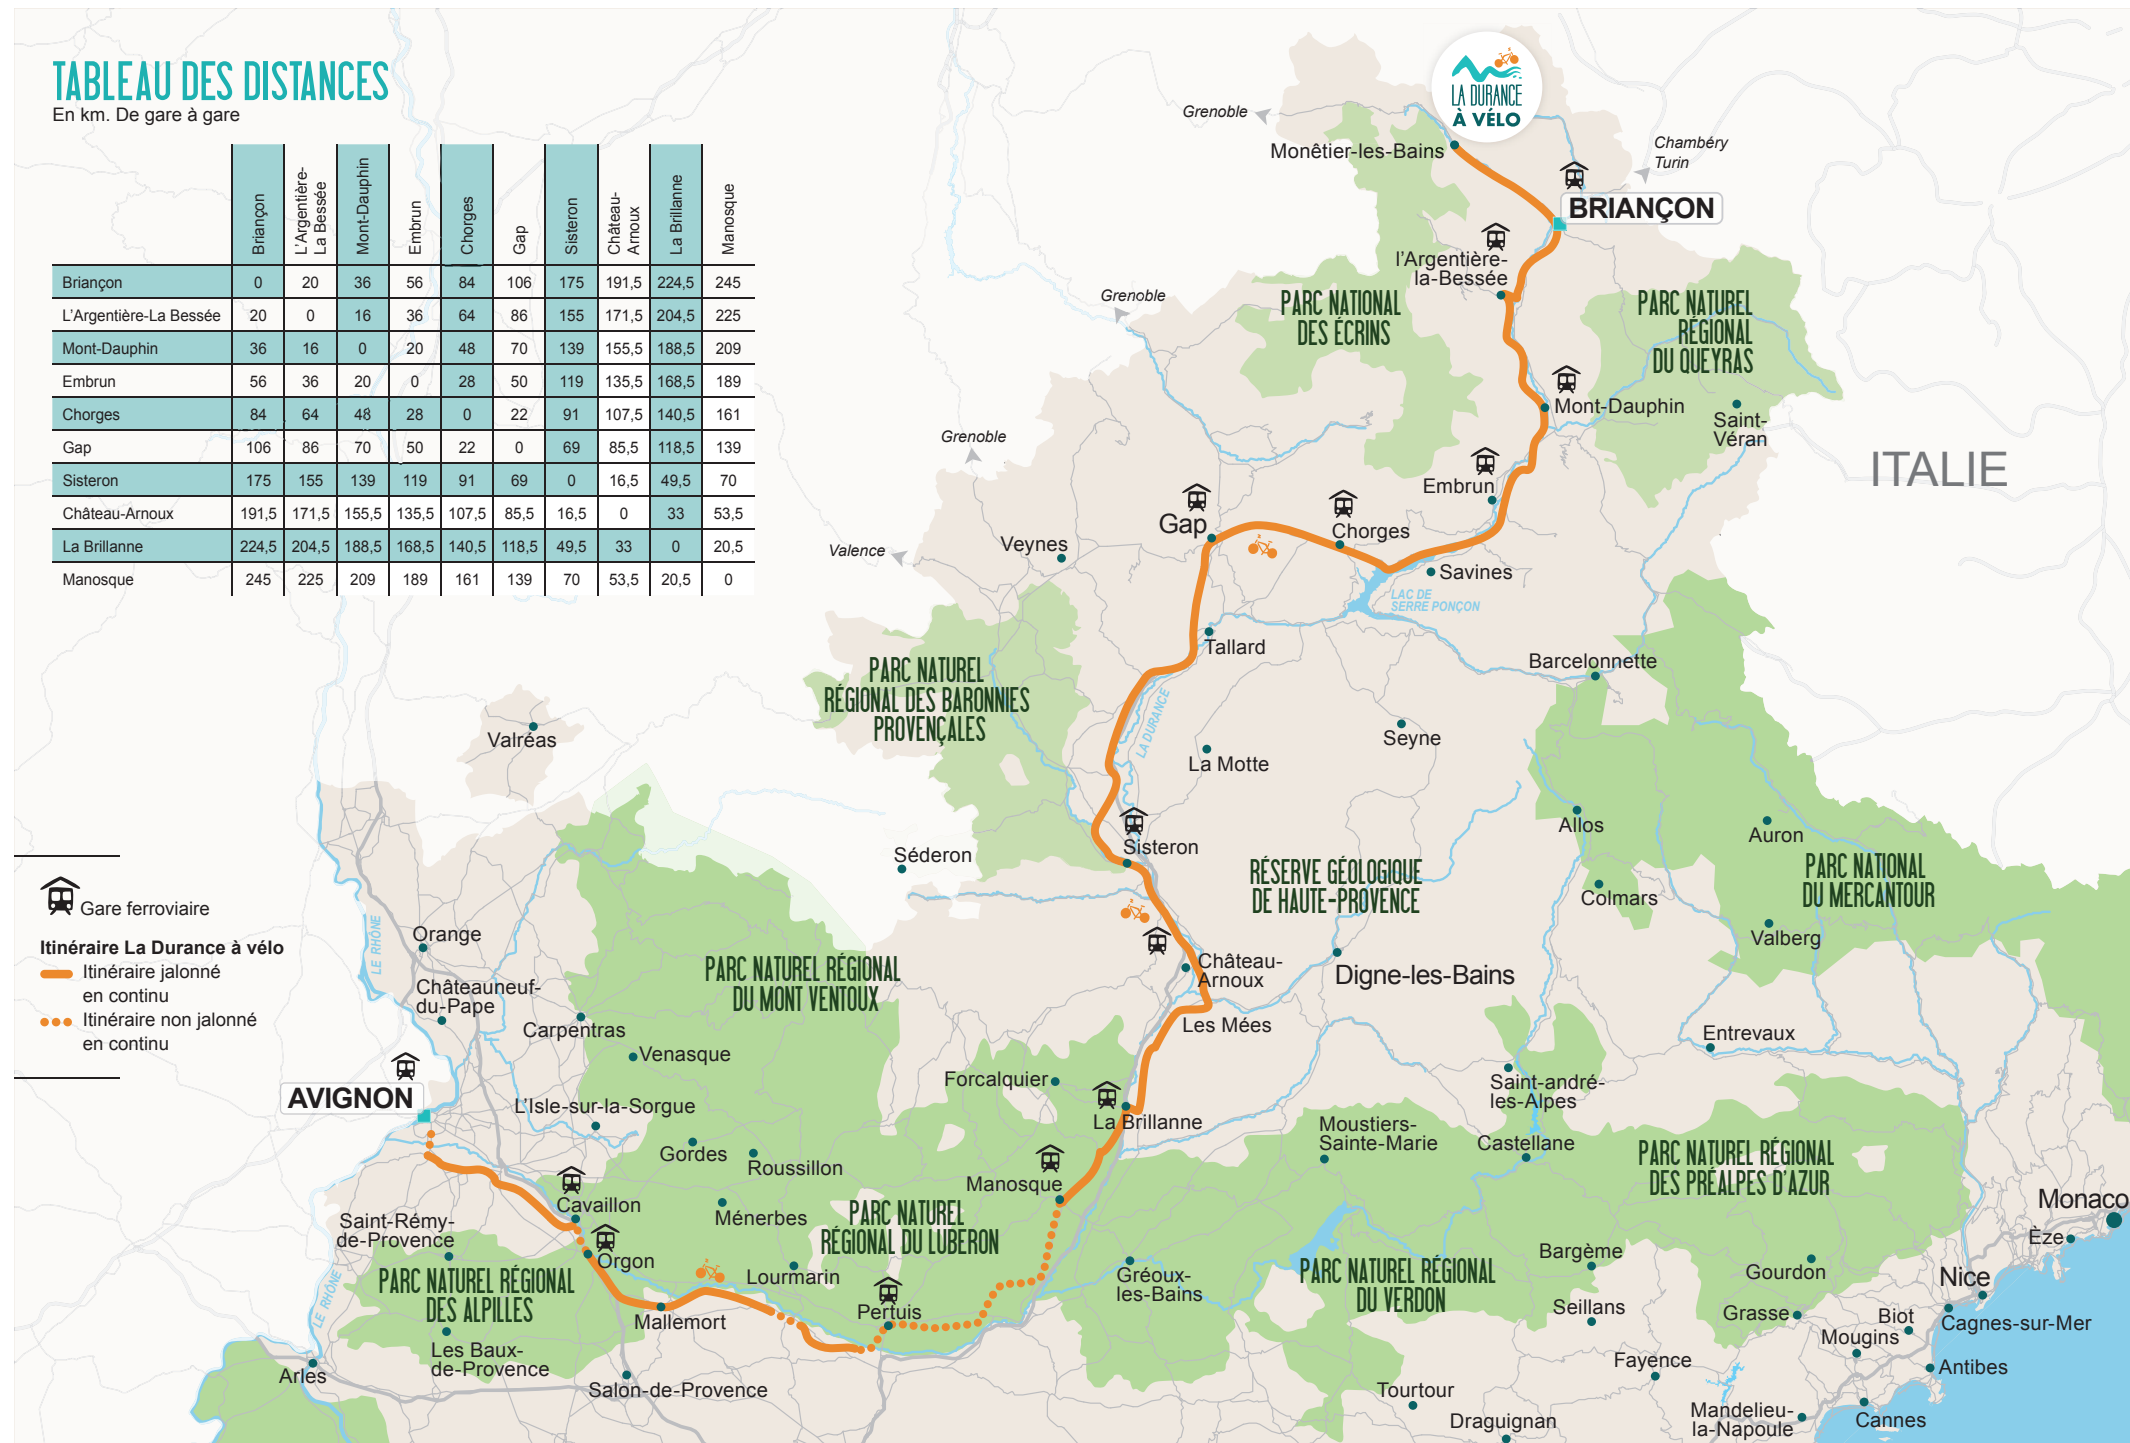 TABLEAU DES DISTANCES
En km. De gare à gare
Briançon
L'Argentière-
La Bessée
Mont-Dauphin
Embrun
Chorges
Gap
Sisteron
Château-
Arnoux
La Brillanne
Manosque
Briançon 0 20 36 56 84 106 175 191,5 224,5 245
L'Argentière-La Bessée 20 0 16 36 64 86 155 171,5 204,5 225
Mont-Dauphin 36 16 0 20 48 70 139 155,5 188,5 209
Embrun 56 36 20 0 28 50 119 135,5 168,5 189
Chorges 84 64 48 28 0 22 91 107,5 140,5 161
Gap 106 86 70 50 22 0 69 85,5 118,5 139
Sisteron 175 155 139 119 91 69 0 16,5 49,5 70
Château-Arnoux 191,5 171,5 155,5 135,5 107,5 85,5 16,5 0 33 53,5
La Brillanne 224,5 204,5 188,5 168,5 140,5 118,5 49,5 33 0 20,5
Manosque 245 225 209 189 161 139 70 53,5 20,5 0
LA DURANCE
À VÉLO
Grenoble
Monêtier-les-Bains
Chambéry
Turin
BRIANÇON
l'Argentière-
la-Bessée
Grenoble
PARC NATIONAL
DES ÉCRINS
PARC NATUREL
RÉGIONAL
DU QUEYRAS
Mont-Dauphin
Saint-
Véran
ITALIE
Grenoble
Embrun
Gap
Chorges
Valence
Veynes
Savines
LAC DE
SERRE PONÇON
Tallard
Barcelonnette
PARC NATUREL
RÉGIONAL DES BARONNIES
PROVENÇALES
LA DURANCE
Valréas
Seyne
La Motte
Séderon
Sisteron
Allos
Auron
RÉSERVE GÉOLOGIQUE
DE HAUTE-PROVENCE
PARC NATIONAL
DU MERCANTOUR
Colmars
Valberg
Gare ferroviaire
Itinéraire La Durance à vélo
Itinéraire jalonné
en continu
Itinéraire non jalonné
en continu
LE RHÔNE
Orange
Châteauneuf-
du-Pape
Carpentras
PARC NATUREL RÉGIONAL
DU MONT VENTOUX
Venasque
Château-
Arnoux
Digne-les-Bains
Les Mées
Entrevaux
Forcalquier
Saint-andré-
les-Alpes
AVIGNON
L'Isle-sur-la-Sorgue
La Brillanne
Moustiers-
Sainte-Marie
Castellane
Gordes
Roussillon
PARC NATUREL RÉGIONAL
DES PRÉALPES D'AZUR
Manosque
Cavaillon
Ménerbes
PARC NATUREL
RÉGIONAL DU LUBERON
Monaco
Saint-Rémy-
de-Provence
Èze
Orgon
Bargème
Gourdon
PARC NATUREL RÉGIONAL
DES ALPILLES
Lourmarin
Gréoux-
les-Bains
PARC NATUREL RÉGIONAL
DU VERDON
Nice
LE RHÔNE
Pertuis
Mallemort
Seillans
Grasse
Biot
Cagnes-sur-Mer
Mougins
Les Baux-
de-Provence
Arles
Salon-de-Provence
Fayence
Antibes
Tourtour
Draguignan
Mandelieu-
la-Napoule
Cannes